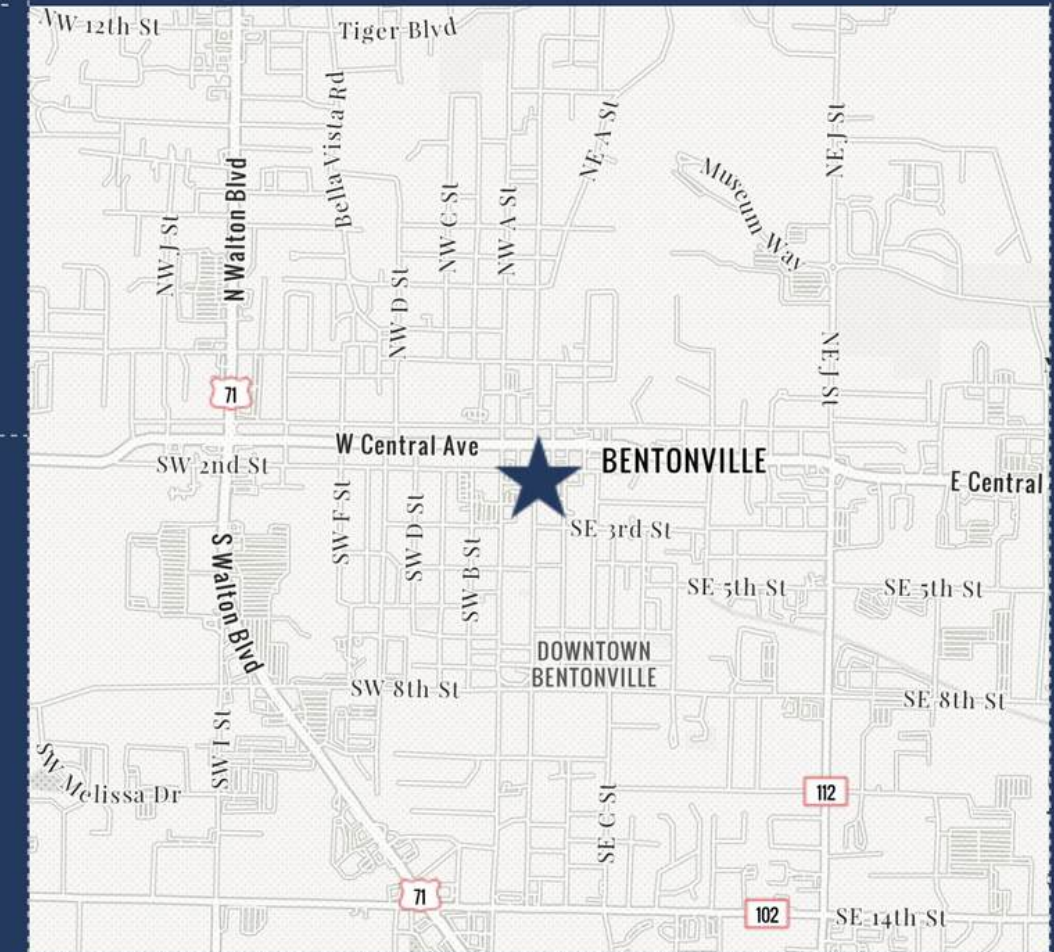 NW 12th St
Tiger Blvd
Bella Vista Rd
NE A St
NE J St
N Walton Blvd
Museum Way
NW J St
NW C St
NW A St
NW D St
NE J St
71
W Central Ave
BENTONVILLE
SW 2nd St
E Central
SW F St
SW D St
SE 3rd St
SW B St
S Walton Blvd
SE 5th St
SE 5th St
DOWNTOWN
BENTONVILLE
SW 8th St
SE 8th St
SW I St
SW Melissa Dr
112
SE C St
71
102
SE 14th St